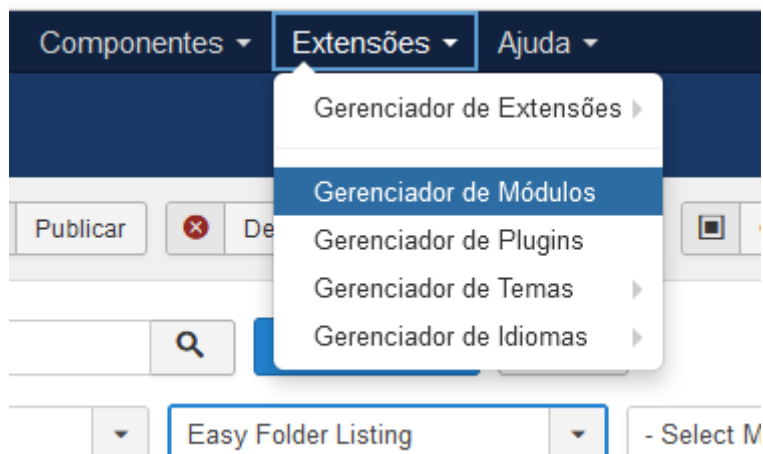 Componentes Extensões Ajuda
Gerenciador de Extensões
Gerenciador de Módulos
Publicar De
Gerenciador de Plugins
Gerenciador de Temas
Gerenciador de Idiomas
Easy Folder Listing - Select M